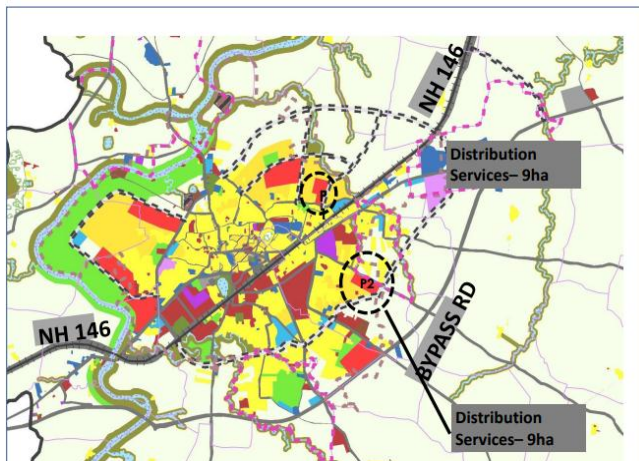 NH 146
Distribution
Services– 9ha
P
P2
NH 146
BYPASS RD
Distribution
Services– 9ha